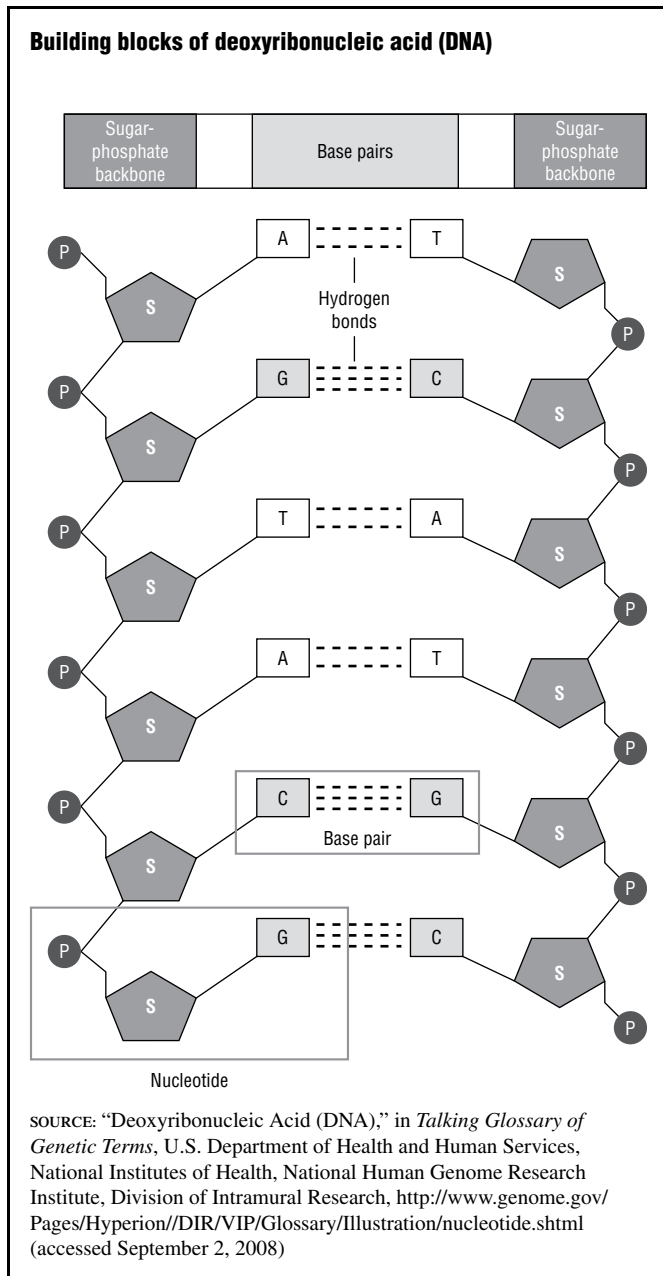 Building blocks of deoxyribonucleic acid (DNA)
Sugar-
phosphate
backbone
Base pairs
Sugar-
phosphate
backbone
P
S
A
T
S
P
Hydrogen
bonds
P
S
G
C
S
P
P
S
T
A
S
P
P
S
A
T
S
P
P
S
C
G
S
P
Base pair
P
S
G
C
S
P
Nucleotide
SOURCE: “Deoxyribonucleic Acid (DNA),” in Talking Glossary of
Genetic Terms, U.S. Department of Health and Human Services,
National Institutes of Health, National Human Genome Research
Institute, Division of Intramural Research, http://www.genome.gov/
Pages/Hyperion//DIR/VIP/Glossary/Illustration/nucleotide.shtml
(accessed September 2, 2008)